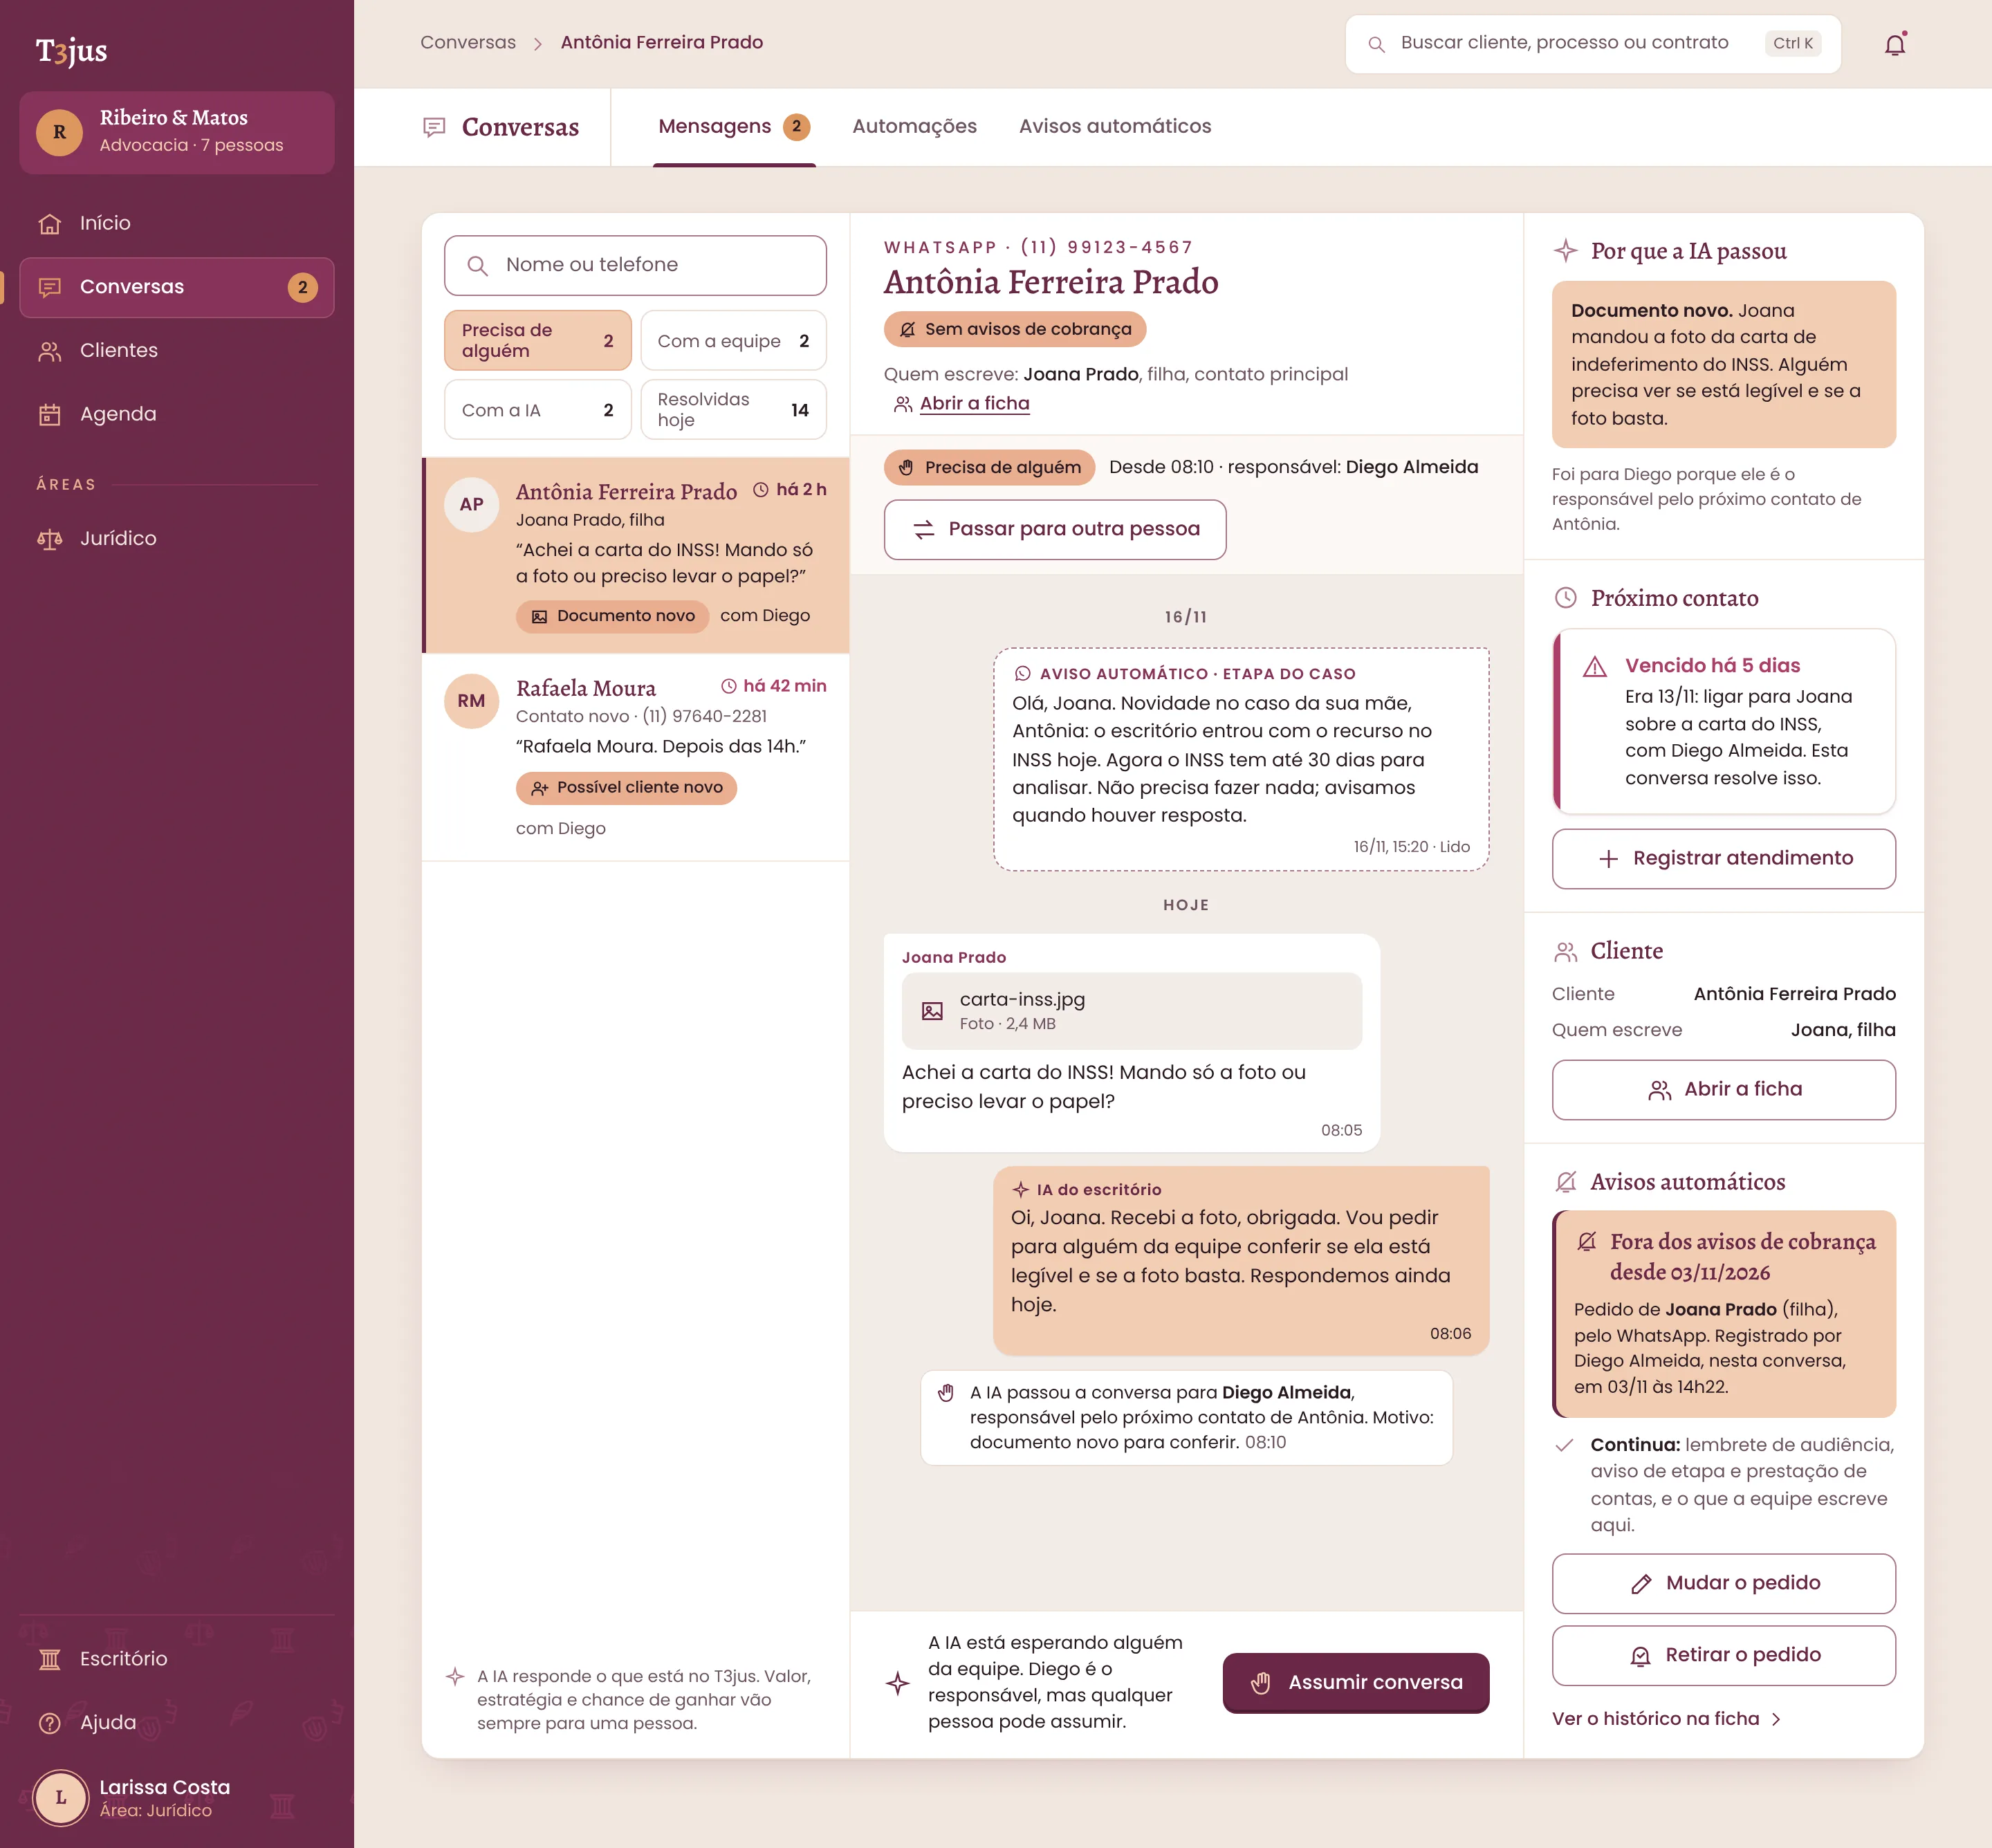 T3jus
R
Ribeiro & Matos
Advocacia · 7 pessoas
Início
Conversas
2
Clientes
Agenda
ÁREAS
Jurídico
Escritório
Ajuda
L
Larissa Costa
Área: Jurídico
Conversas
Antônia Ferreira Prado
Buscar cliente, processo ou contrato
Ctrl K
Conversas
Mensagens
2
Automações
Avisos automáticos
Nome ou telefone
Precisa de
alguém
2
Com a equipe
2
Com a IA
2
Resolvidas
hoje
14
AP
Antônia Ferreira Prado
há 2 h
Joana Prado, filha
“Achei a carta do INSS! Mando só
a foto ou preciso levar o papel?”
Documento novo
com Diego
RM
Rafaela Moura
há 42 min
Contato novo · (11) 97640-2281
“Rafaela Moura. Depois das 14h.”
Possível cliente novo
com Diego
A IA responde o que está no T3jus. Valor,
estratégia e chance de ganhar vão
sempre para uma pessoa.
WHATSAPP · (11) 99123-4567
Antônia Ferreira Prado
Sem avisos de cobrança
Quem escreve: Joana Prado, filha, contato principal
Abrir a ficha
Precisa de alguém
Desde 08:10 · responsável: Diego Almeida
Passar para outra pessoa
16/11
AVISO AUTOMÁTICO · ETAPA DO CASO
Olá, Joana. Novidade no caso da sua mãe,
Antônia: o escritório entrou com o recurso no
INSS hoje. Agora o INSS tem até 30 dias para
analisar. Não precisa fazer nada; avisamos
quando houver resposta.
16/11, 15:20 · Lido
HOJE
Joana Prado
carta-inss.jpg
Foto · 2,4 MB
Achei a carta do INSS! Mando só a foto ou
preciso levar o papel?
08:05
IA do escritório
Oi, Joana. Recebi a foto, obrigada. Vou pedir
para alguém da equipe conferir se ela está
legível e se a foto basta. Respondemos ainda
hoje.
08:06
A IA passou a conversa para Diego Almeida,
responsável pelo próximo contato de Antônia. Motivo:
documento novo para conferir. 08:10
A IA está esperando alguém
da equipe. Diego é o
responsável, mas qualquer
pessoa pode assumir.
Assumir conversa
Por que a IA passou
Documento novo. Joana
mandou a foto da carta de
indeferimento do INSS. Alguém
precisa ver se está legível e se a
foto basta.
Foi para Diego porque ele é o
responsável pelo próximo contato de
Antônia.
Próximo contato
Vencido há 5 dias
Era 13/11: ligar para Joana
sobre a carta do INSS,
com Diego Almeida. Esta
conversa resolve isso.
Registrar atendimento
Cliente
Cliente
Antônia Ferreira Prado
Quem escreve
Joana, filha
Abrir a ficha
Avisos automáticos
Fora dos avisos de cobrança
desde 03/11/2026
Pedido de Joana Prado (filha),
pelo WhatsApp. Registrado por
Diego Almeida, nesta conversa,
em 03/11 às 14h22.
Continua: lembrete de audiência,
aviso de etapa e prestação de
contas, e o que a equipe escreve
aqui.
Mudar o pedido
Retirar o pedido
Ver o histórico na ficha